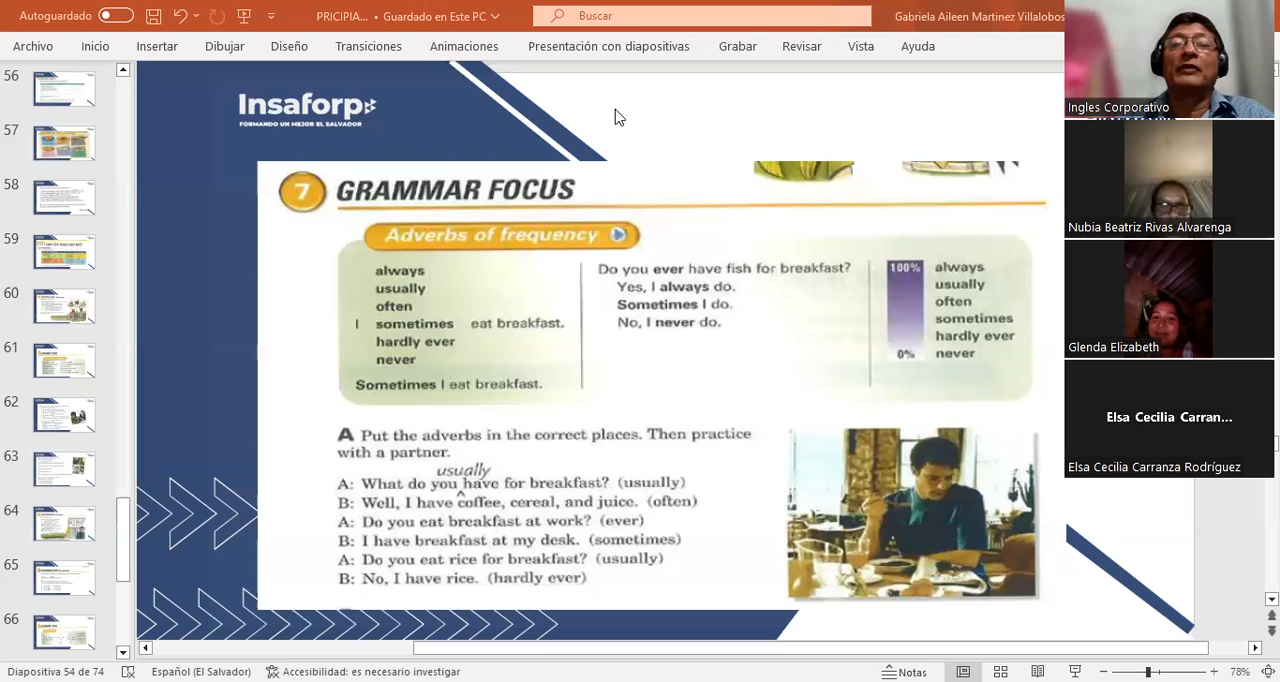 Autoguardado
PRICIPIA... • Guardado en Este PC
Buscar
Gabriela Aileen Martinez Villalobos
Archivo Inicio Insertar Dibujar Diseño Transiciones Animaciones Presentación con diapositivas Grabar Revisar Vista Ayuda
56
57
58
59
60
61
62
63
64
65
66
Insaforp
FORMANDO UN MEJOR EL SALVADOR
7 GRAMMAR FOCUS
Adverbs of frequency
always
usually
often
I sometimes eat breakfast.
hardly ever
never
Sometimes I eat breakfast.
Do you ever have fish for breakfast?
Yes, I always do.
Sometimes I do.
No, I never do.
100% always
usually
often
sometimes
hardly ever
0% never
A Put the adverbs in the correct places. Then practice
with a partner.
usually
A: What do you have for breakfast? (usually)
B: Well, I have coffee, cereal, and juice. (often)
A: Do you eat breakfast at work? (ever)
B: I have breakfast at my desk. (sometimes)
A: Do you eat rice for breakfast? (usually)
B: No, I have rice. (hardly ever)
Ingles Corporativo
Nubia Beatriz Rivas Alvarenga
Glenda Elizabeth
Elsa Cecilia Carran...
Elsa Cecilia Carranza Rodríguez
Diapositiva 54 de 74
Español (El Salvador)
Accesibilidad: es necesario investigar
Notas
78%